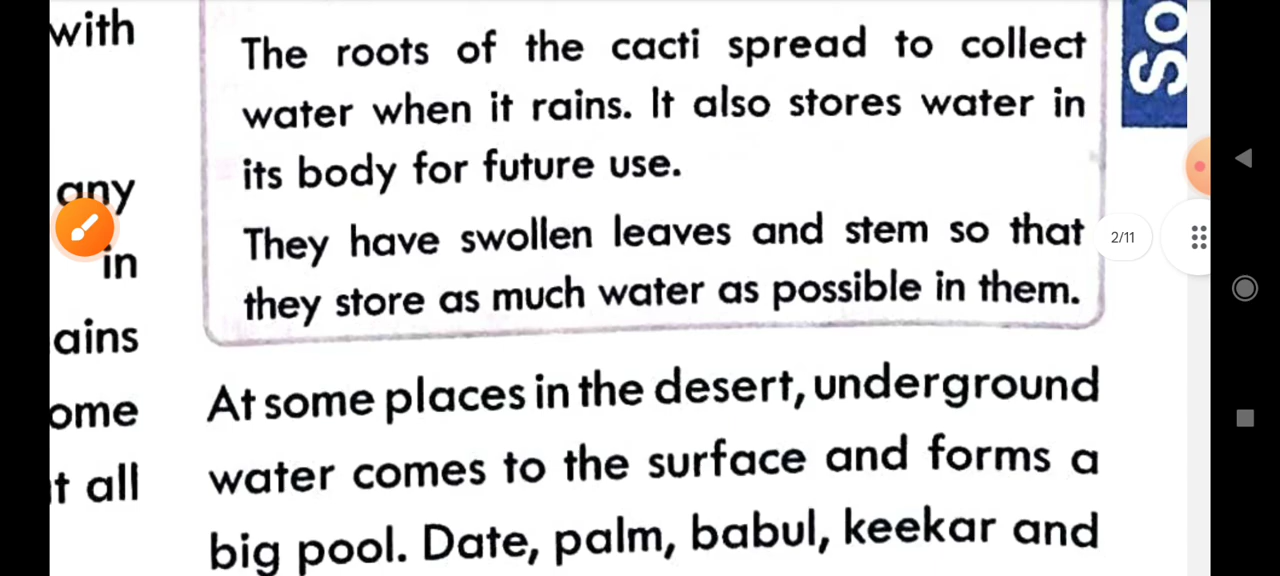 with
any
in
ains
ome
t all
The roots of the cacti spread to collect
water when it rains. It also stores water in
its body for future use.
They have swollen leaves and stem so that
they store as much water as possible in them.
At some places in the desert, underground
water comes to the surface and forms a
big pool. Date, palm, babul, keekar and
So
2/11